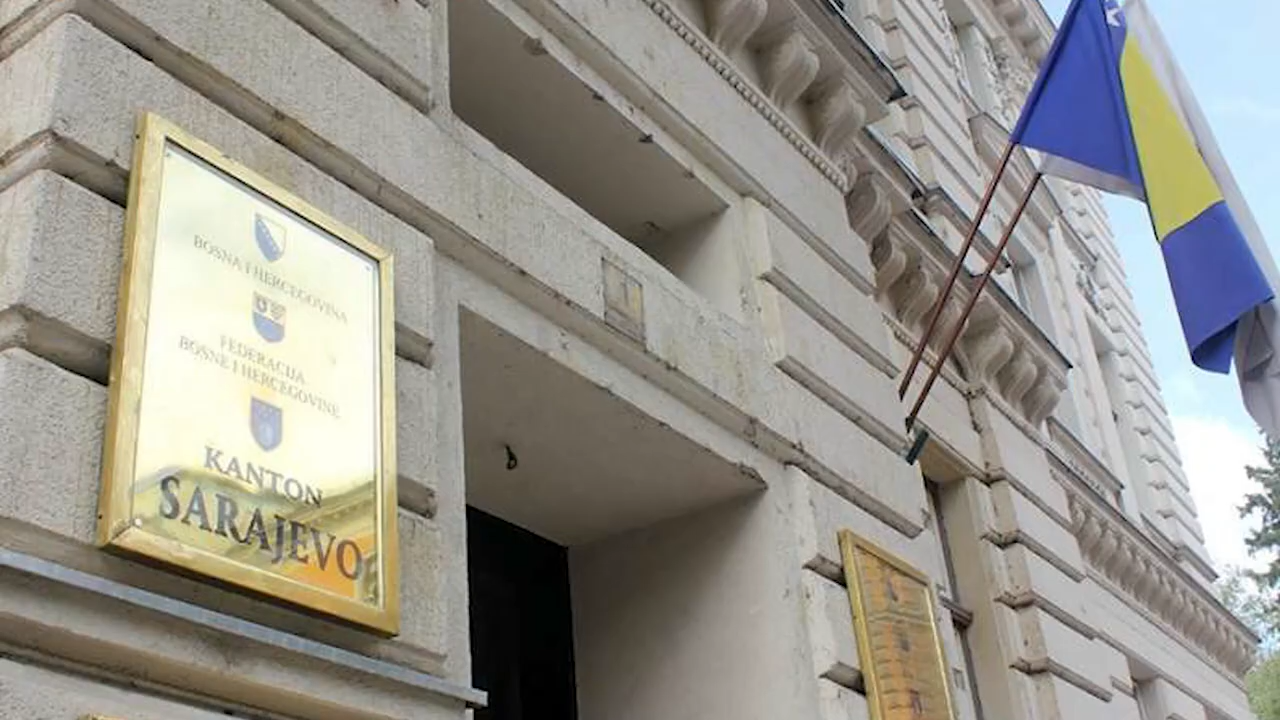 BOSNA I HERCEGOVINA
FEDERACIJA
BOSNE I HERCEGOVINE
KANTON
SARAJEVO